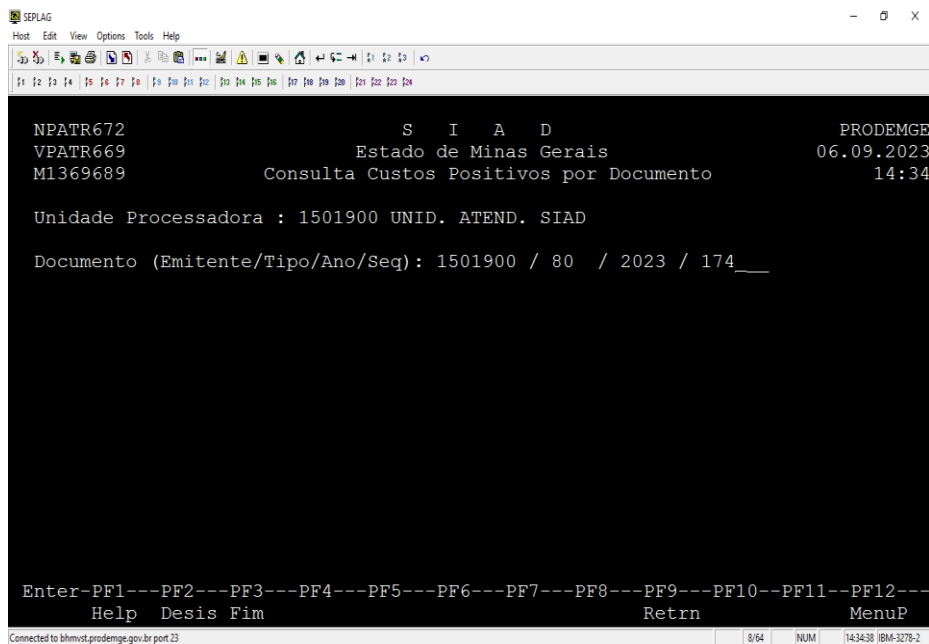 SEPLAG
Host Edit View Options Tools Help
NPATR672 S I A D PRODEMGE
VPATR669 Estado de Minas Gerais 06.09.2023
M1369689 Consulta Custos Positivos por Documento 14:34
Unidade Processadora : 1501900 UNID. ATEND. SIAD
Documento (Emitente/Tipo/Ano/Seq): 1501900 / 80 / 2023 / 174___
Enter-PF1---PF2---PF3---PF4---PF5---PF6---PF7---PF8---PF9---PF10--PF11--PF12---
Help Desis Fim Retrn MenuP
Connected to bhmvst.prodemge.gov.br port 23 8/64 NUM 14:34:38 IBM-3278-2